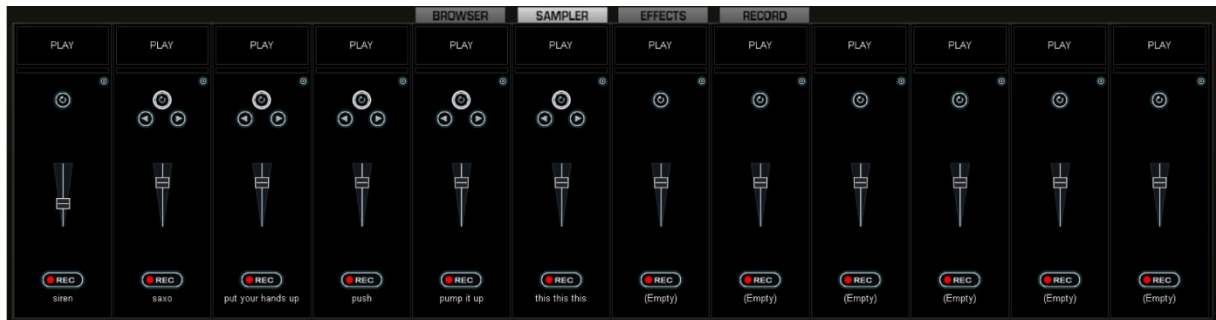 BROWSER SAMPLER EFFECTS RECORD
PLAY PLAY PLAY PLAY PLAY PLAY PLAY PLAY PLAY PLAY PLAY PLAY
REC REC REC REC REC REC REC REC REC REC REC REC
siren saxo put your hands up push pump it up this this this (Empty) (Empty) (Empty) (Empty) (Empty) (Empty)